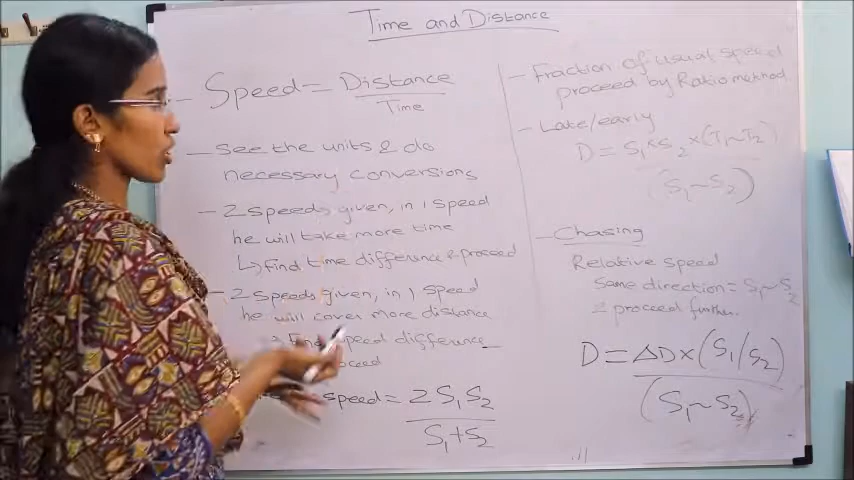 Time and Distance
Speed = Distance
Time
- See the units & do
necessary conversions
- 2 speeds given, in 1 speed
he will take more time
↳ Find time difference & proceed
- 2 speeds given, in 1 speed
he will cover more distance
Find speed difference
speed = 2S₁S₂
S₁+S₂
- Fraction of usual speed
proceed by Ratio method
- Late/early
D = S₁×S₂×(T₁~T₂)
(S₁~S₂)
- Chasing
Relative speed
Same direction = S₁~S₂
proceed further.
D = ΔD×(S₁/S₂)
(S₁~S₂)